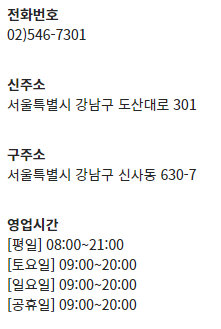 전화번호
02)546-7301
신주소
서울특별시 강남구 도산대로 301
구주소
서울특별시 강남구 신사동 630-7
영업시간
[평일] 08:00~21:00
[토요일] 09:00~20:00
[일요일] 09:00~20:00
[공휴일] 09:00~20:00